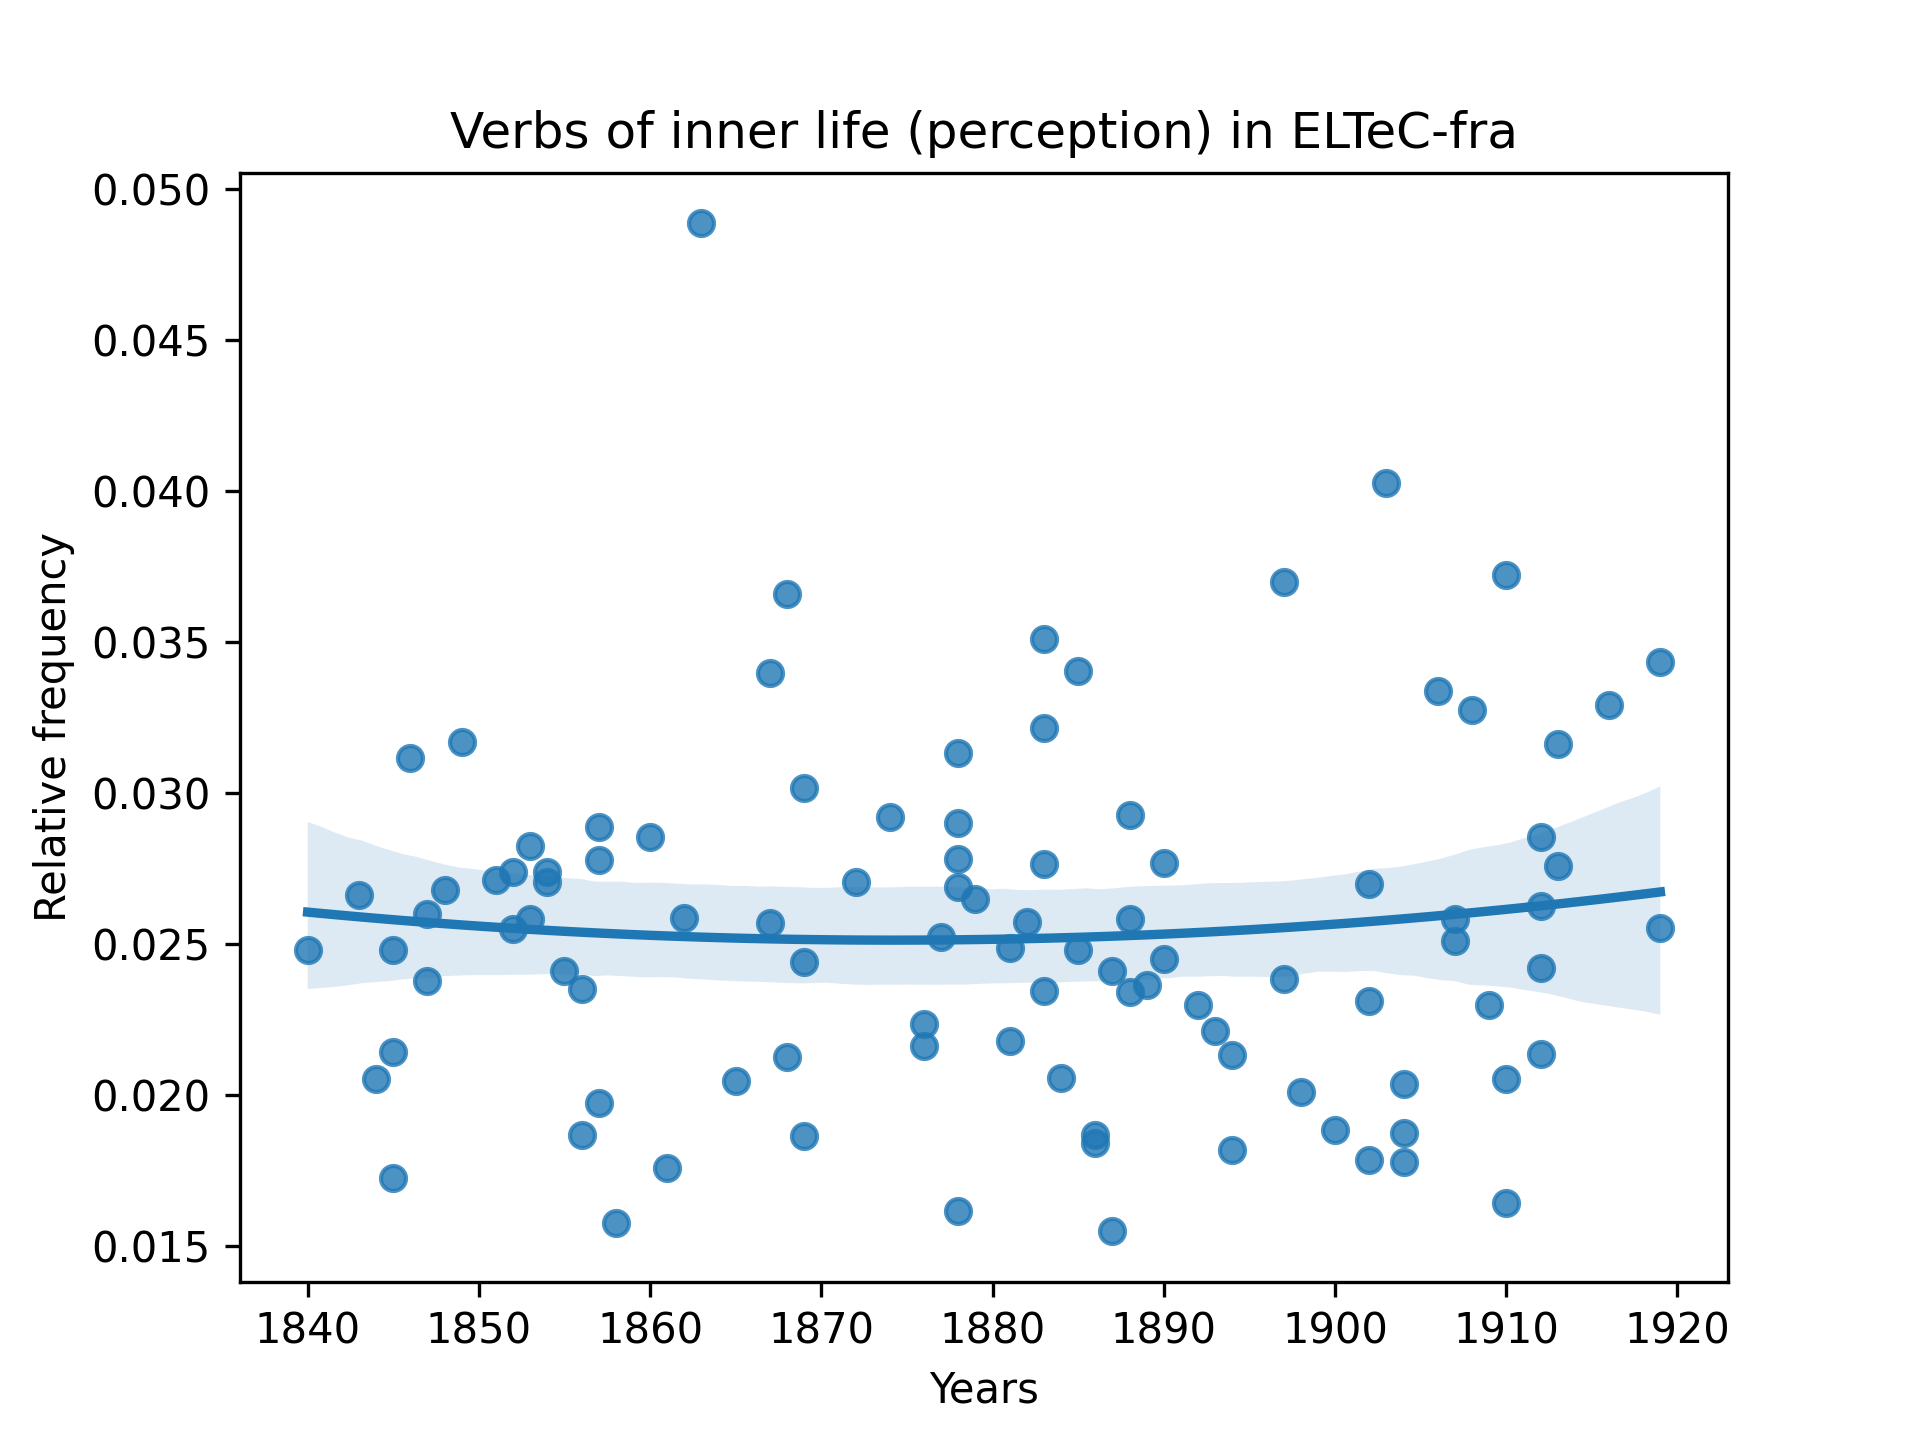 Verbs of inner life (perception) in ELTeC-fra
0.050
0.045
0.040
0.035
0.030
0.025
0.020
0.015
Relative frequency
1840 1850 1860 1870 1880 1890 1900 1910 1920
Years